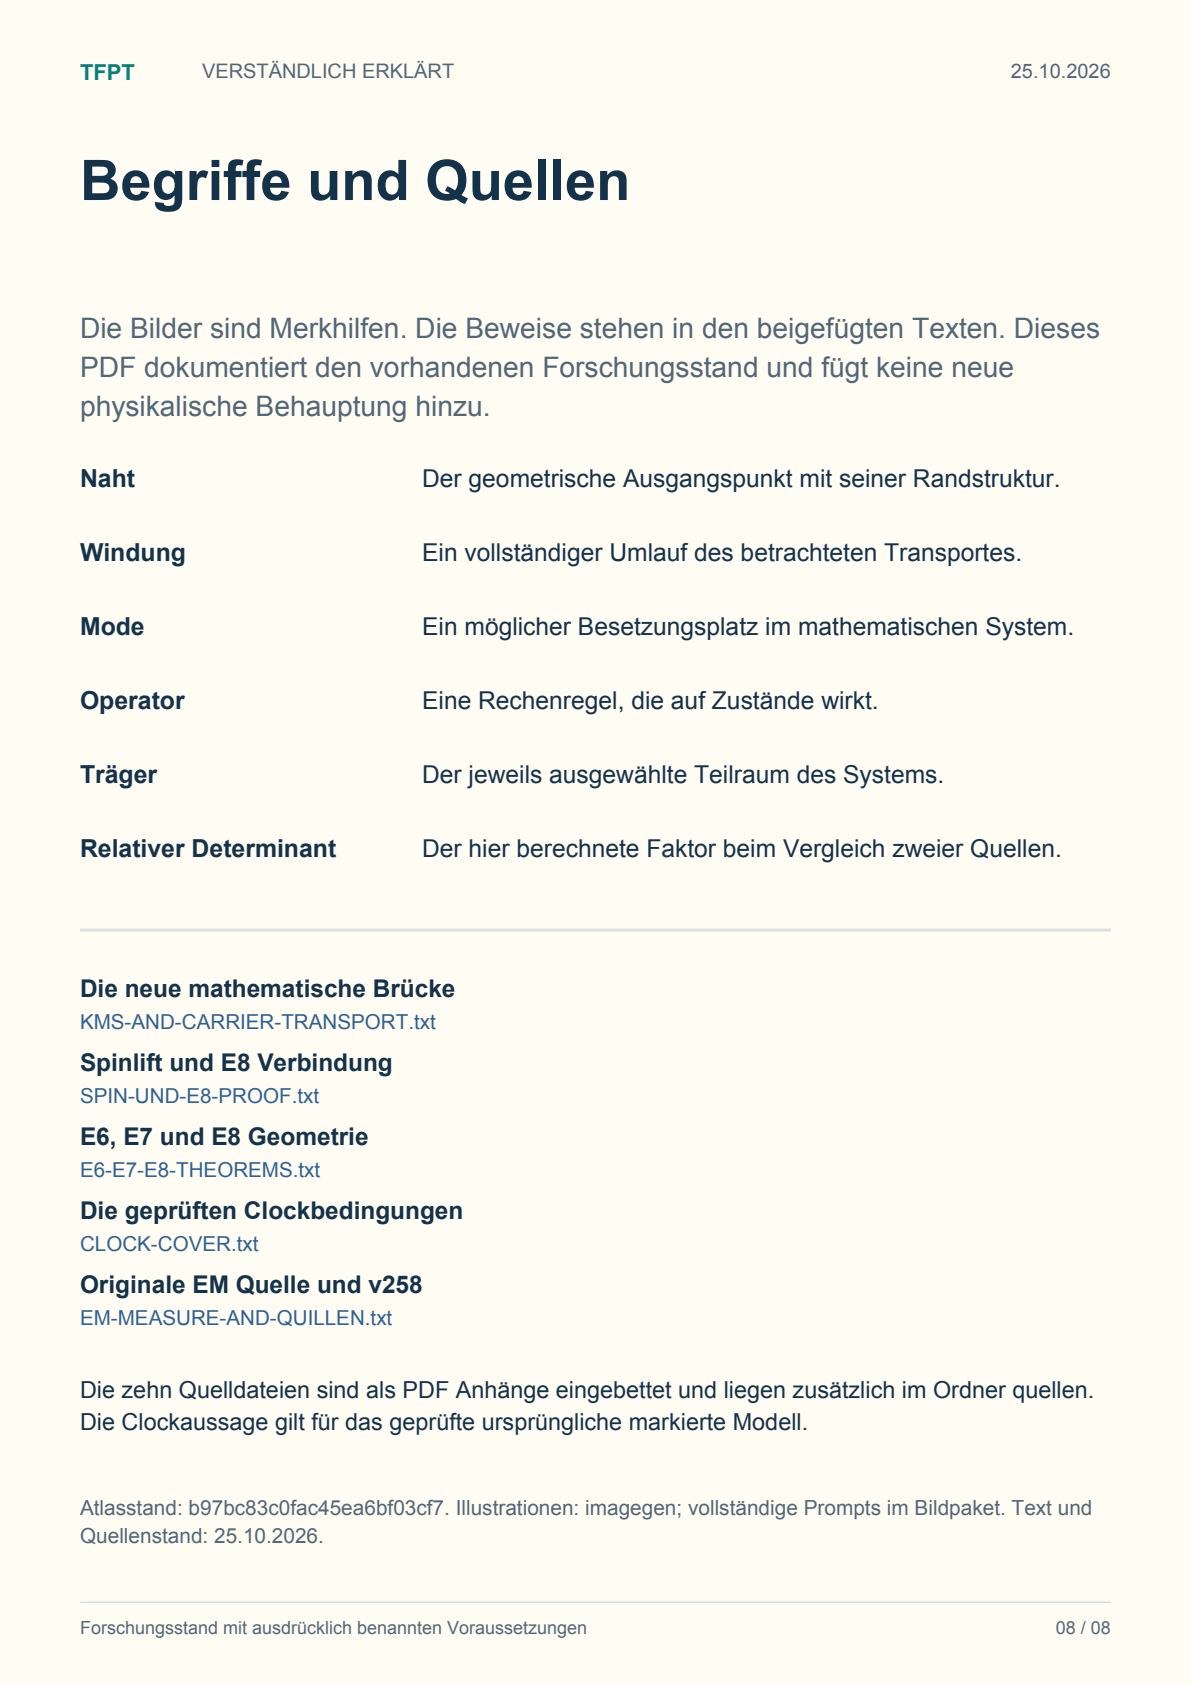 TFPT VERSTÄNDLICH ERKLÄRT 25.10.2026
Begriffe und Quellen
Die Bilder sind Merkhilfen. Die Beweise stehen in den beigefügten Texten. Dieses
PDF dokumentiert den vorhandenen Forschungsstand und fügt keine neue
physikalische Behauptung hinzu.
Naht Der geometrische Ausgangspunkt mit seiner Randstruktur.
Windung Ein vollständiger Umlauf des betrachteten Transportes.
Mode Ein möglicher Besetzungsplatz im mathematischen System.
Operator Eine Rechenregel, die auf Zustände wirkt.
Träger Der jeweils ausgewählte Teilraum des Systems.
Relativer Determinant Der hier berechnete Faktor beim Vergleich zweier Quellen.
Die neue mathematische Brücke
KMS-AND-CARRIER-TRANSPORT.txt
Spinlift und E8 Verbindung
SPIN-UND-E8-PROOF.txt
E6, E7 und E8 Geometrie
E6-E7-E8-THEOREMS.txt
Die geprüften Clockbedingungen
CLOCK-COVER.txt
Originale EM Quelle und v258
EM-MEASURE-AND-QUILLEN.txt
Die zehn Quelldateien sind als PDF Anhänge eingebettet und liegen zusätzlich im Ordner quellen.
Die Clockaussage gilt für das geprüfte ursprüngliche markierte Modell.
Atlasstand: b97bc83c0fac45ea6bf03cf7. Illustrationen: imagegen; vollständige Prompts im Bildpaket. Text und
Quellenstand: 25.10.2026.
Forschungsstand mit ausdrücklich benannten Voraussetzungen 08 / 08